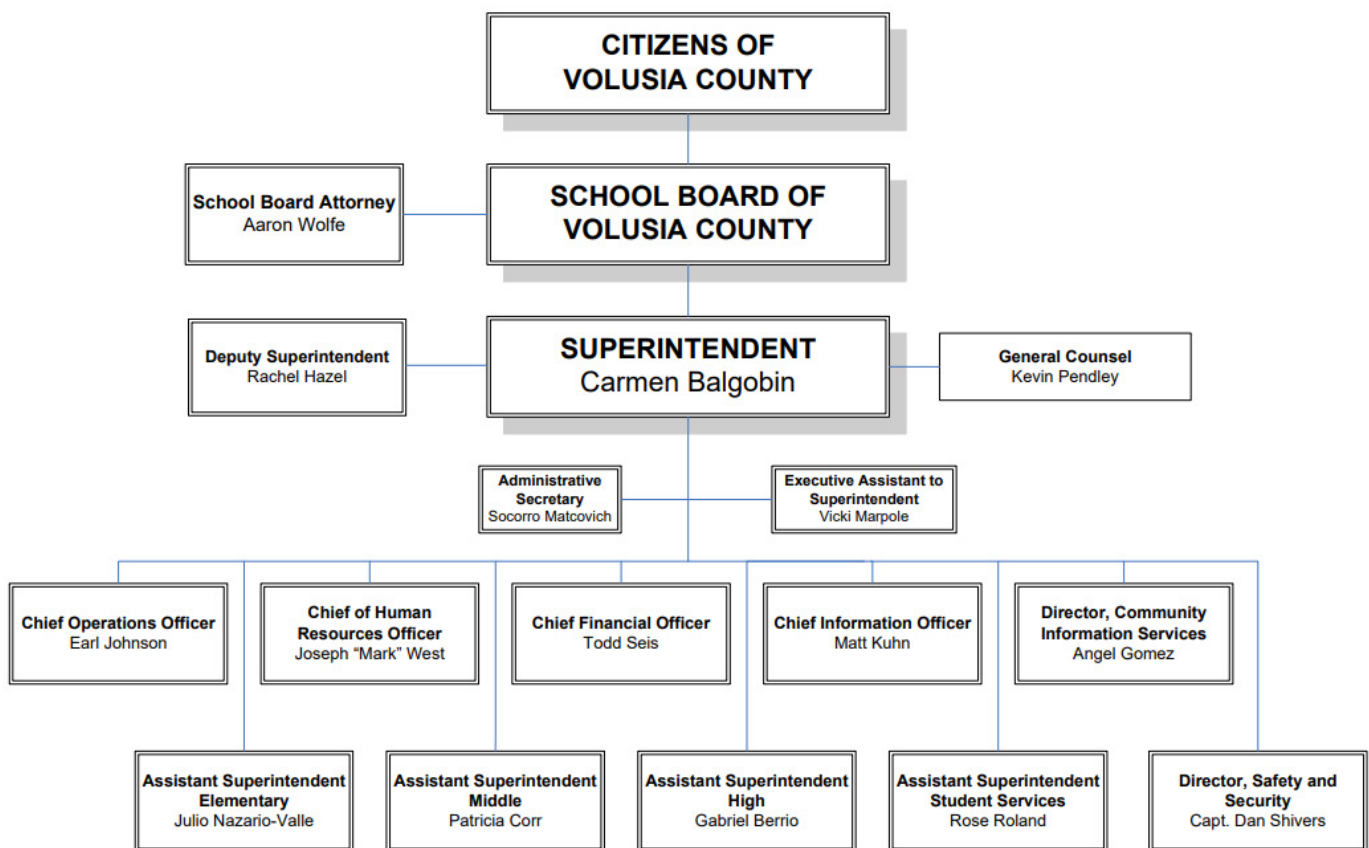 CITIZENS OF
VOLUSIA COUNTY
School Board Attorney
Aaron Wolfe
SCHOOL BOARD OF
VOLUSIA COUNTY
Deputy Superintendent
Rachel Hazel
SUPERINTENDENT
Carmen Balgobin
General Counsel
Kevin Pendley
Administrative
Secretary
Socorro Matcovich
Executive Assistant to
Superintendent
Vicki Marpole
Chief Operations Officer
Earl Johnson
Chief of Human
Resources Officer
Joseph “Mark” West
Chief Financial Officer
Todd Seis
Chief Information Officer
Matt Kuhn
Director, Community
Information Services
Angel Gomez
Assistant Superintendent
Elementary
Julio Nazario-Valle
Assistant Superintendent
Middle
Patricia Corr
Assistant Superintendent
High
Gabriel Berrio
Assistant Superintendent
Student Services
Rose Roland
Director, Safety and
Security
Capt. Dan Shivers